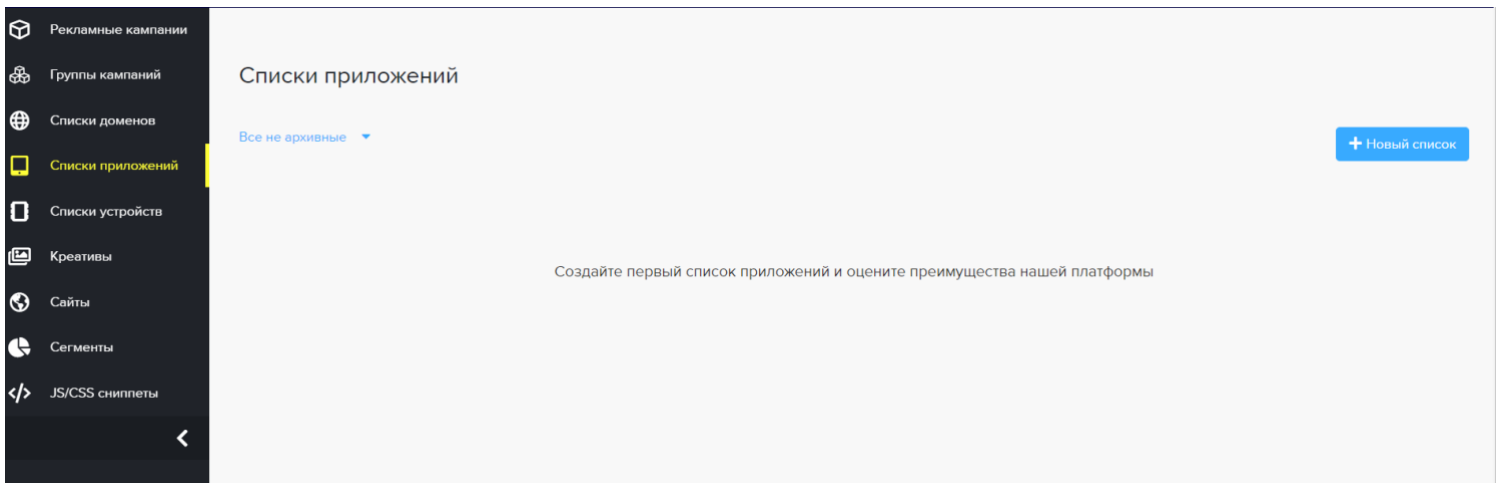 Рекламные кампании
Группы кампаний
Списки доменов
Списки приложений
Списки устройств
Креативы
Сайты
Сегменты
JS/CSS сниппеты
Списки приложений
Все не архивные
Новый список
Создайте первый список приложений и оцените преимущества нашей платформы